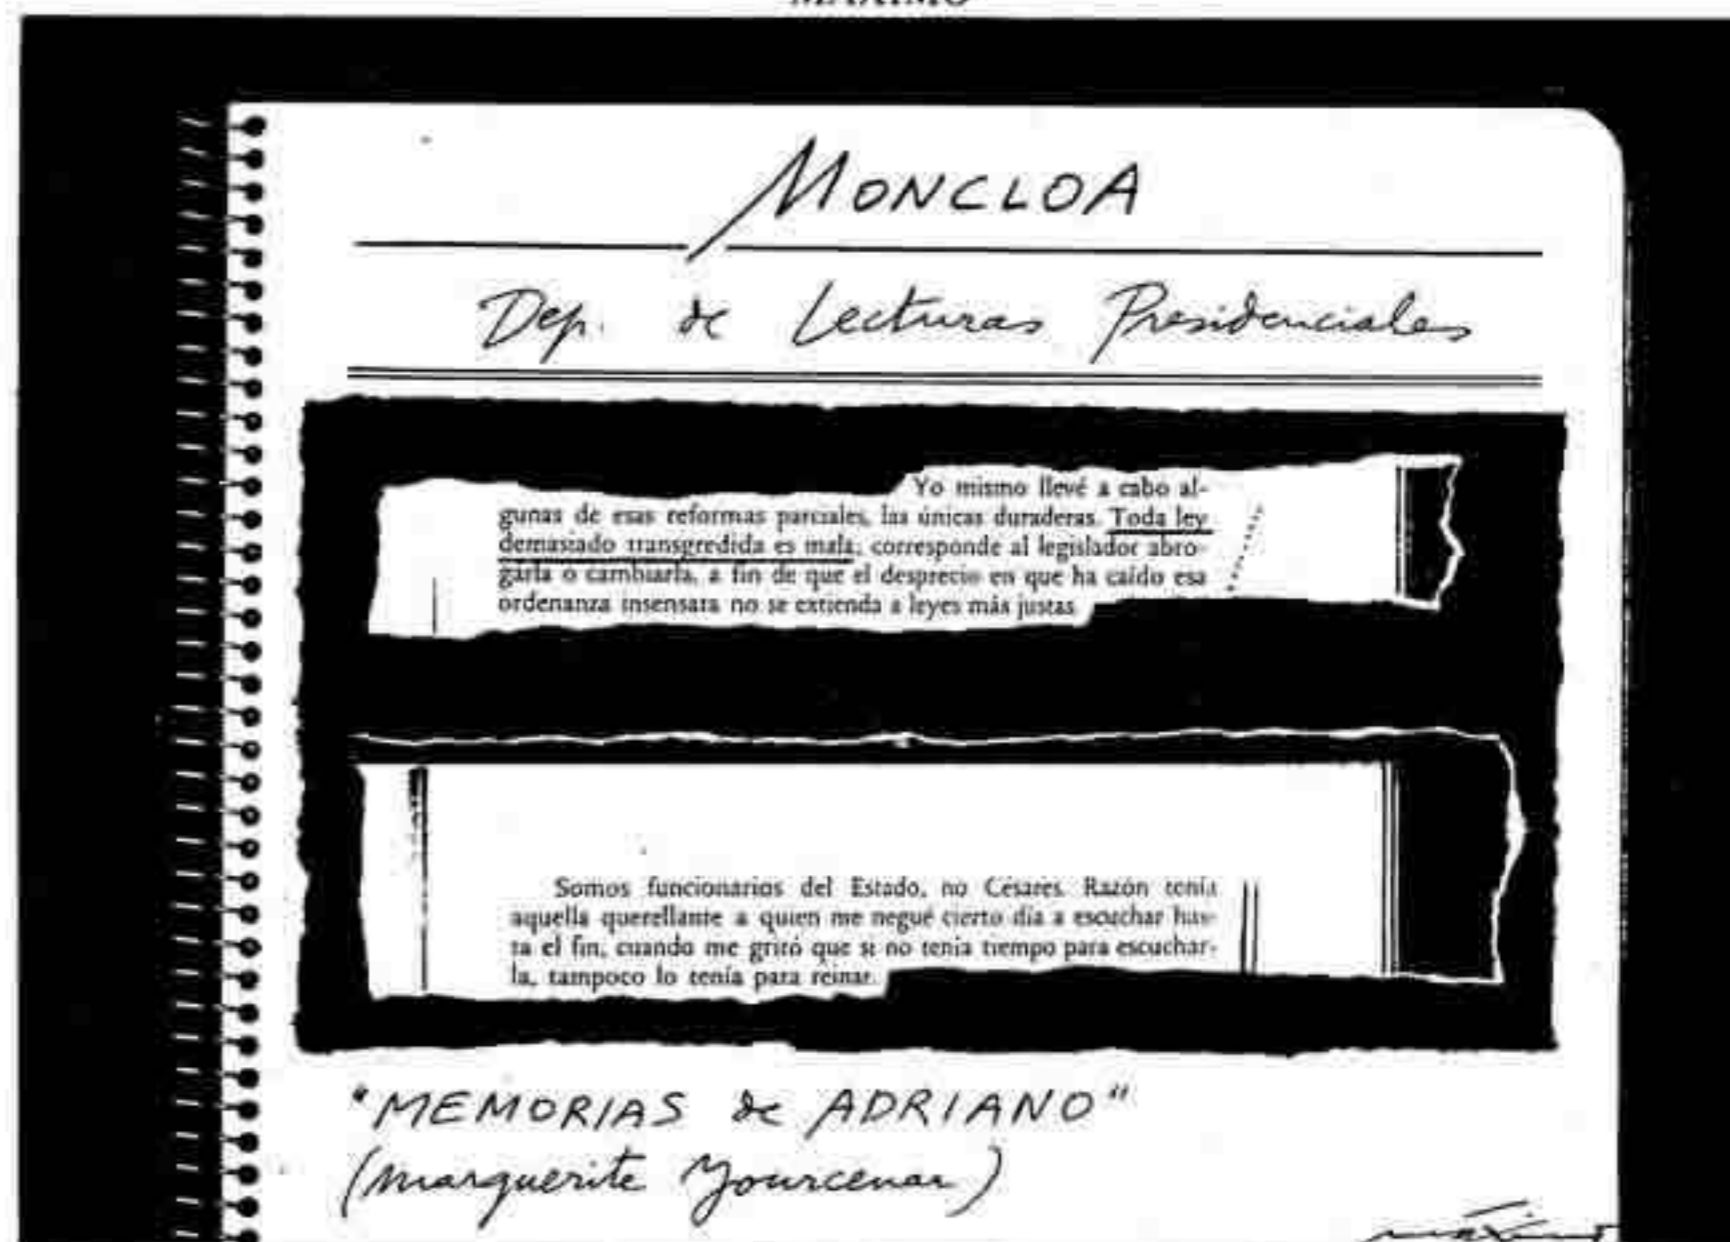 MÁXIMO
MONCLOA
Dep. de Lecturas Presidenciales
Yo mismo llevé a cabo al-
gunas de esas reformas parciales, las únicas duraderas. Toda ley
demasiado transgredida es mala; corresponde al legislador abro-
garla o cambiarla, a fin de que el desprecio en que ha caído esa
ordenanza insensata no se extienda a leyes más justas.
Somos funcionarios del Estado, no Césares. Razón tenía
aquella querellante a quien me negué cierto día a escuchar has-
ta el fin, cuando me gritó que si no tenía tiempo para escuchar-
la, tampoco lo tenía para reinar.
"MEMORIAS de ADRIANO"
(Marguerite Yourcenar)
máximo